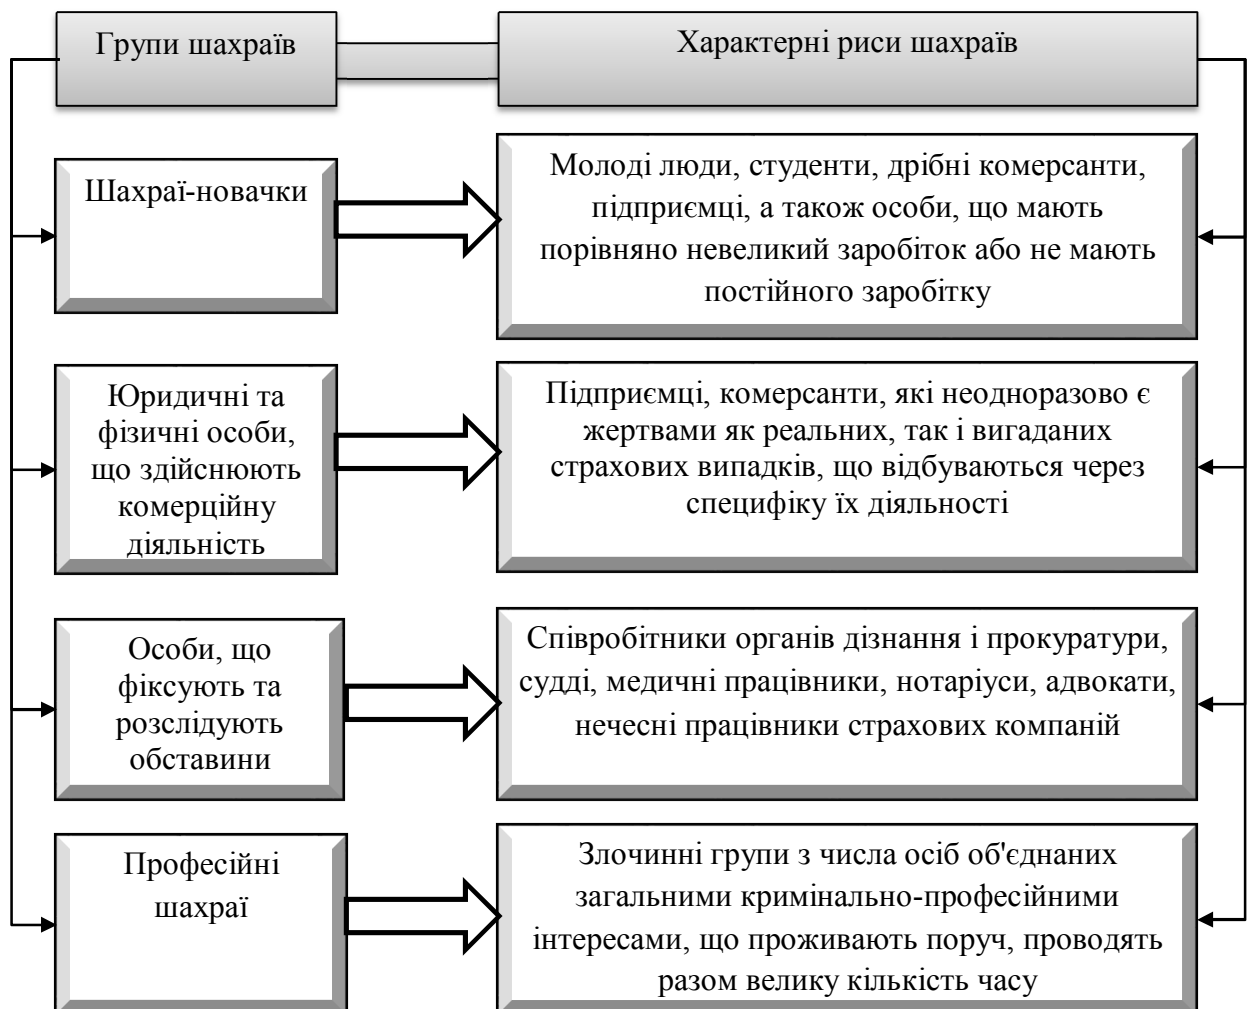 Групи шахраїв
Характерні риси шахраїв
Шахраї-новачки
Молоді люди, студенти, дрібні комерсанти,
підприємці, а також особи, що мають
порівняно невеликий заробіток або не мають
постійного заробітку
Юридичні та
фізичні особи,
що здійснюють
комерційну
діяльність
Підприємці, комерсанти, які неодноразово є
жертвами як реальних, так і вигаданих
страхових випадків, що відбуваються через
специфіку їх діяльності
Особи, що
фіксують та
розслідують
обставини
Співробітники органів дізнання і прокуратури,
судді, медичні працівники, нотаріуси, адвокати,
нечесні працівники страхових компаній
Професійні
шахраї
Злочинні групи з числа осіб об'єднаних
загальними кримінально-професійними
інтересами, що проживають поруч, проводять
разом велику кількість часу